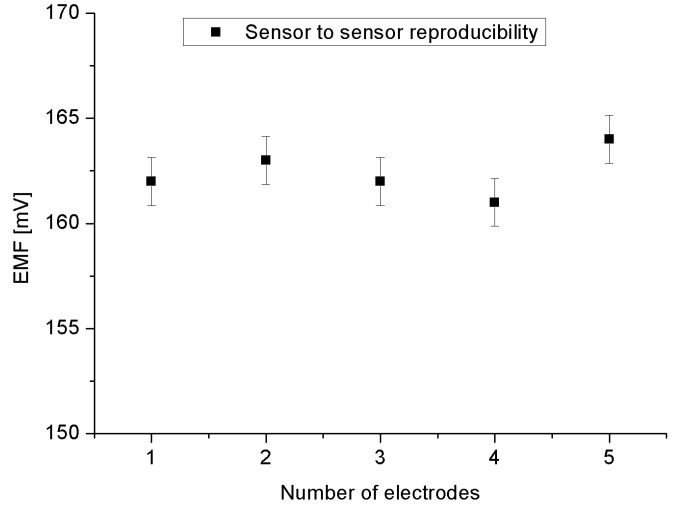 170
Sensor to sensor reproducibility
165
160
155
150
EMF [mV]
1 2 3 4 5
Number of electrodes